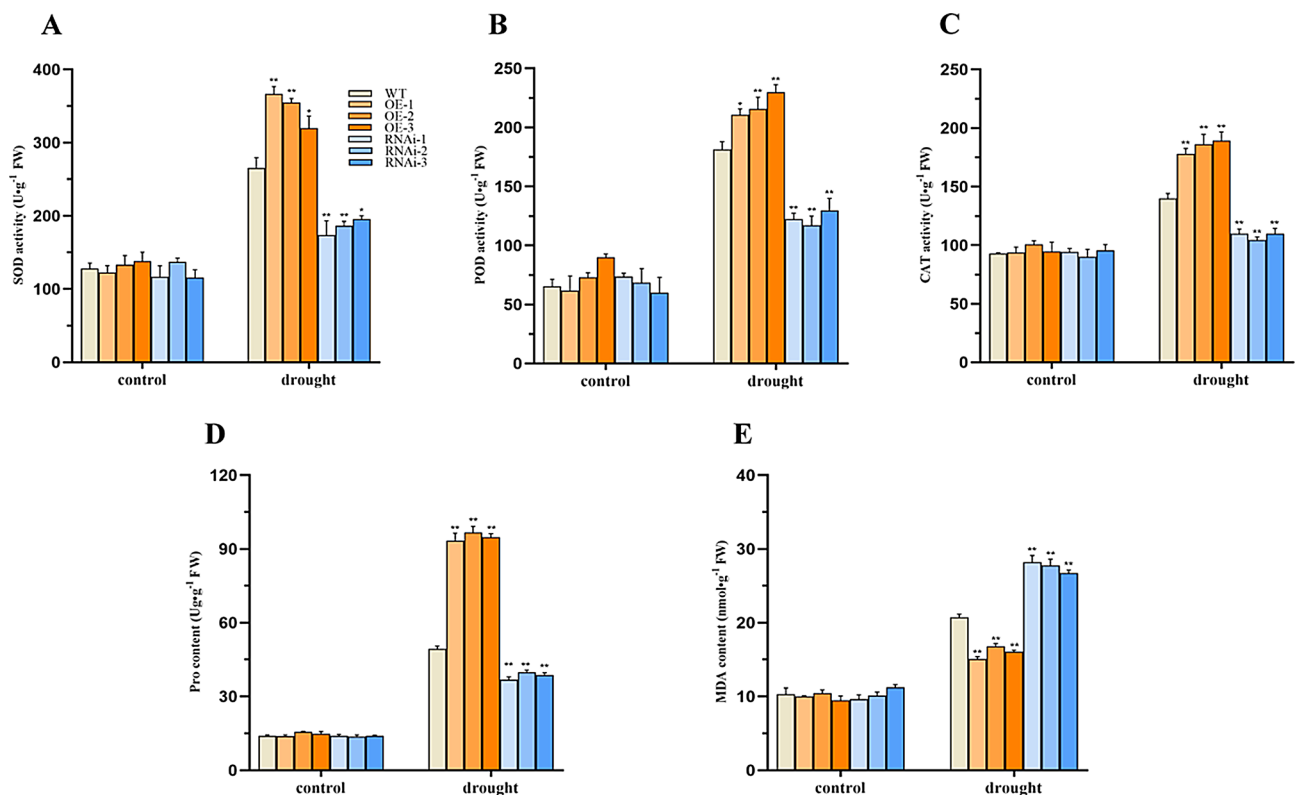 A
SOD activity (U•g⁻¹ FW)
400
300
200
100
0
** ** * ** ** *
control drought
WT
OE-1
OE-2
OE-3
RNAi-1
RNAi-2
RNAi-3
B
POD activity (U•g⁻¹ FW)
250
200
150
100
50
0
* ** ** ** ** **
control drought
C
CAT activity (U•g⁻¹ FW)
250
200
150
100
50
0
** ** ** ** ** **
control drought
D
Pro content (Ug•g⁻¹ FW)
120
90
60
30
0
** ** ** ** ** **
control drought
E
MDA content (nmol•g⁻¹ FW)
40
30
20
10
0
** ** ** ** ** **
control drought